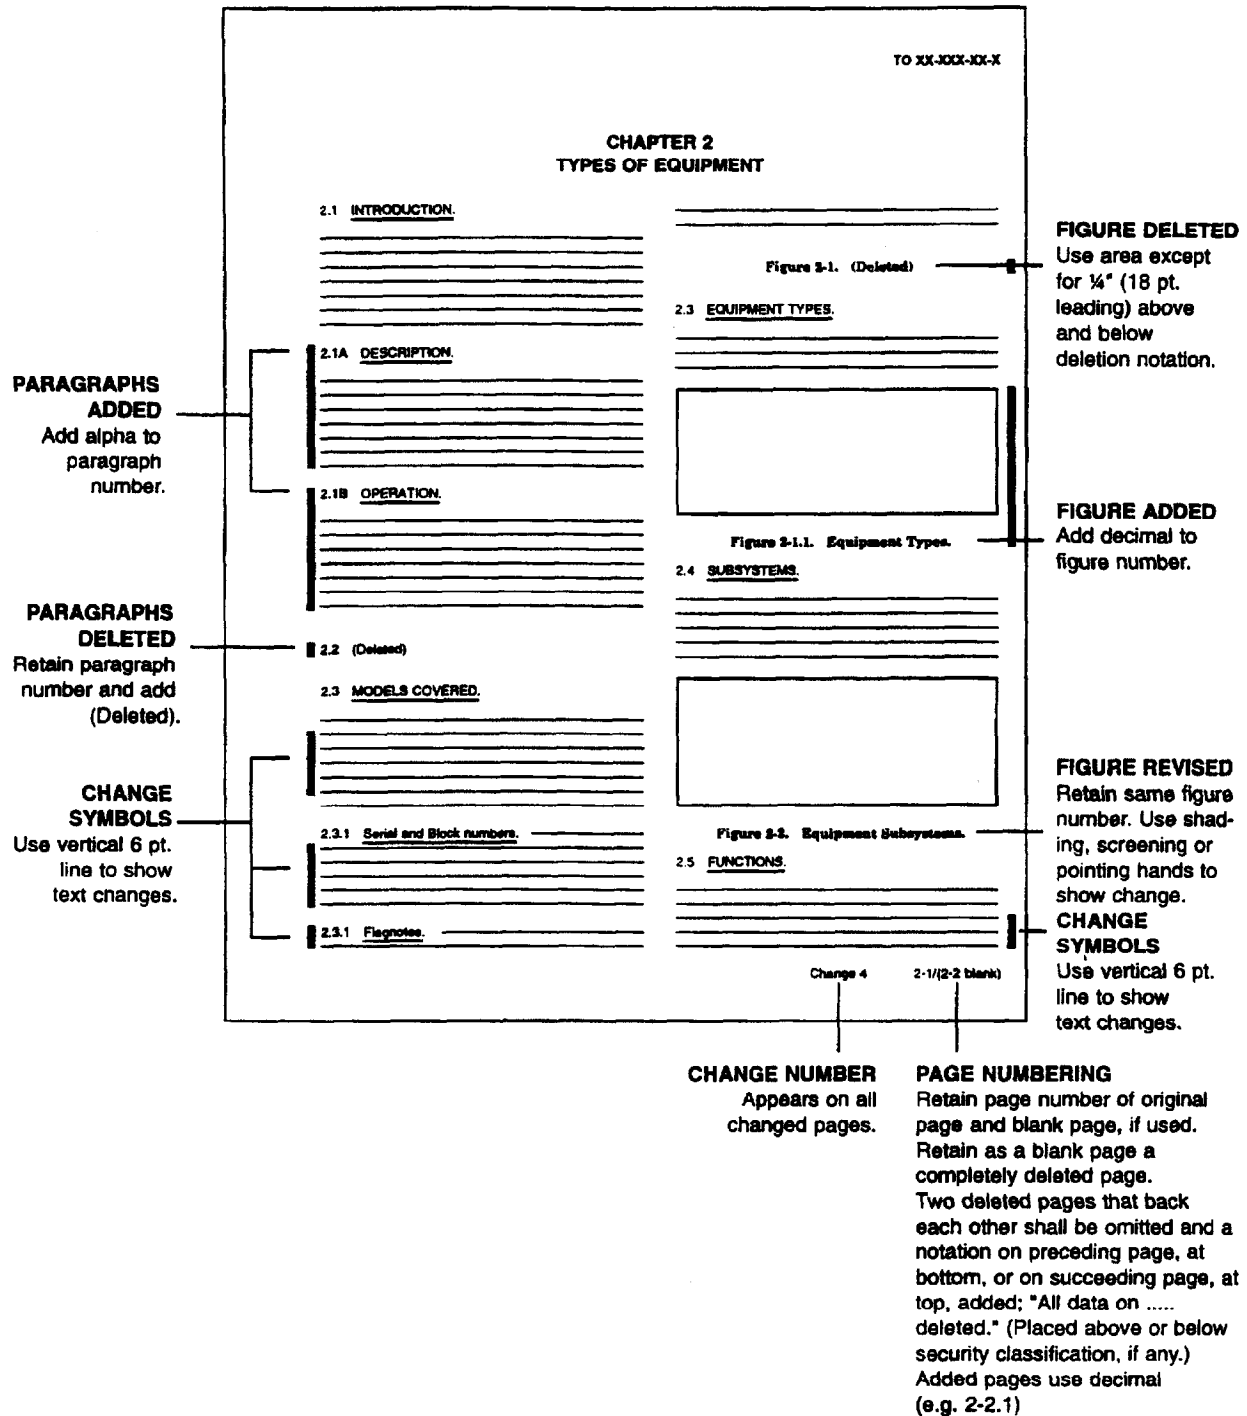 TO XX-XXX-XX-X
CHAPTER 2
TYPES OF EQUIPMENT
2.1 INTRODUCTION.
2.1A DESCRIPTION.
2.1B OPERATION.
2.2 (Deleted)
2.3 MODELS COVERED.
2.3.1 Serial and Block numbers.
2.3.1 Flagnotes.
Figure 2-1. (Deleted)
2.3 EQUIPMENT TYPES.
Figure 2-1.1. Equipment Types.
2.4 SUBSYSTEMS.
Figure 2-2. Equipment Subsystems.
2.5 FUNCTIONS.
Change 4 2-1/(2-2 blank)
PARAGRAPHS
ADDED
Add alpha to
paragraph
number.
PARAGRAPHS
DELETED
Retain paragraph
number and add
(Deleted).
CHANGE
SYMBOLS
Use vertical 6 pt.
line to show
text changes.
FIGURE DELETED
Use area except
for ¼" (18 pt.
leading) above
and below
deletion notation.
FIGURE ADDED
Add decimal to
figure number.
FIGURE REVISED
Retain same figure
number. Use shad-
ing, screening or
pointing hands to
show change.
CHANGE
SYMBOLS
Use vertical 6 pt.
line to show
text changes.
CHANGE NUMBER
Appears on all
changed pages.
PAGE NUMBERING
Retain page number of original
page and blank page, if used.
Retain as a blank page a
completely deleted page.
Two deleted pages that back
each other shall be omitted and a
notation on preceding page, at
bottom, or on succeeding page, at
top, added; "All data on .....
deleted." (Placed above or below
security classification, if any.)
Added pages use decimal
(e.g. 2-2.1)